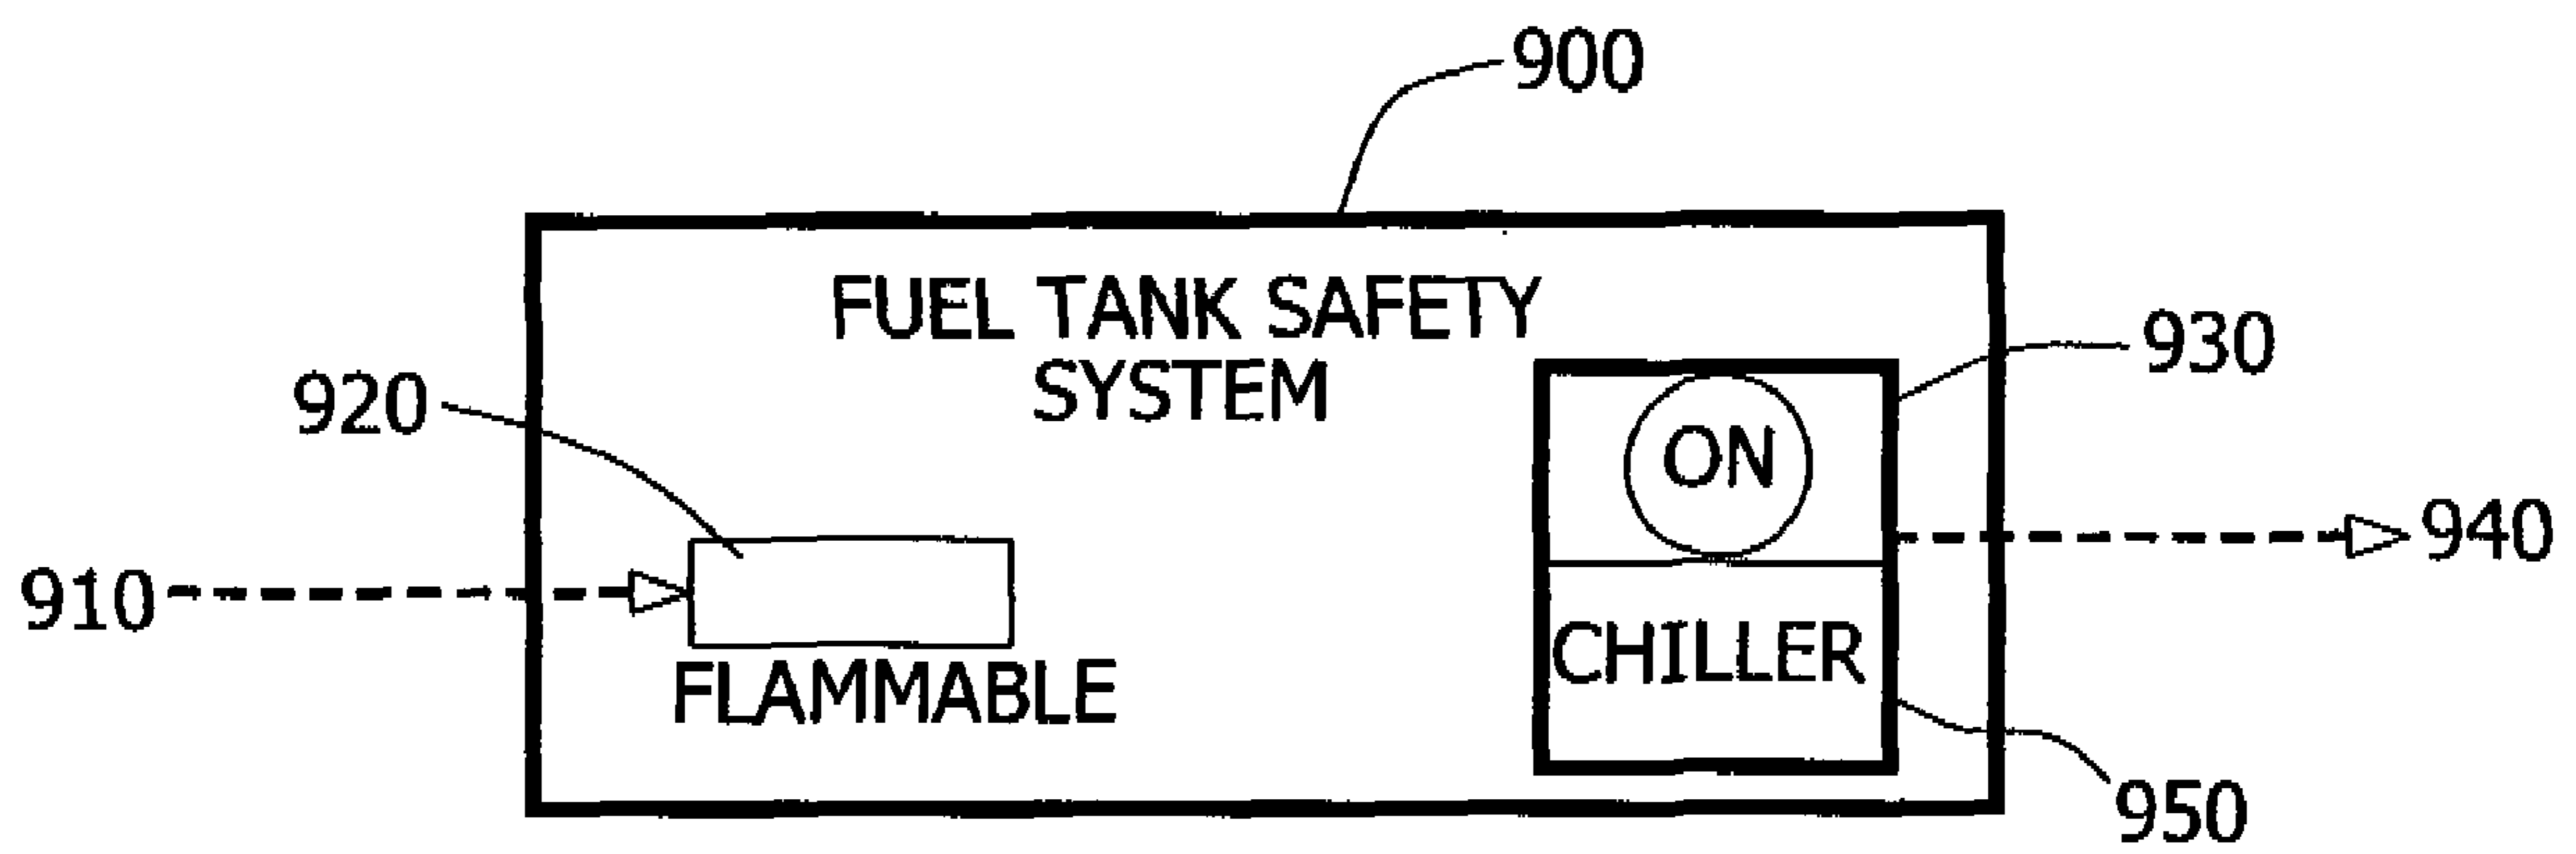 900
FUEL TANK SAFETY
SYSTEM
930
920
ON
940
910
CHILLER
FLAMMABLE
950